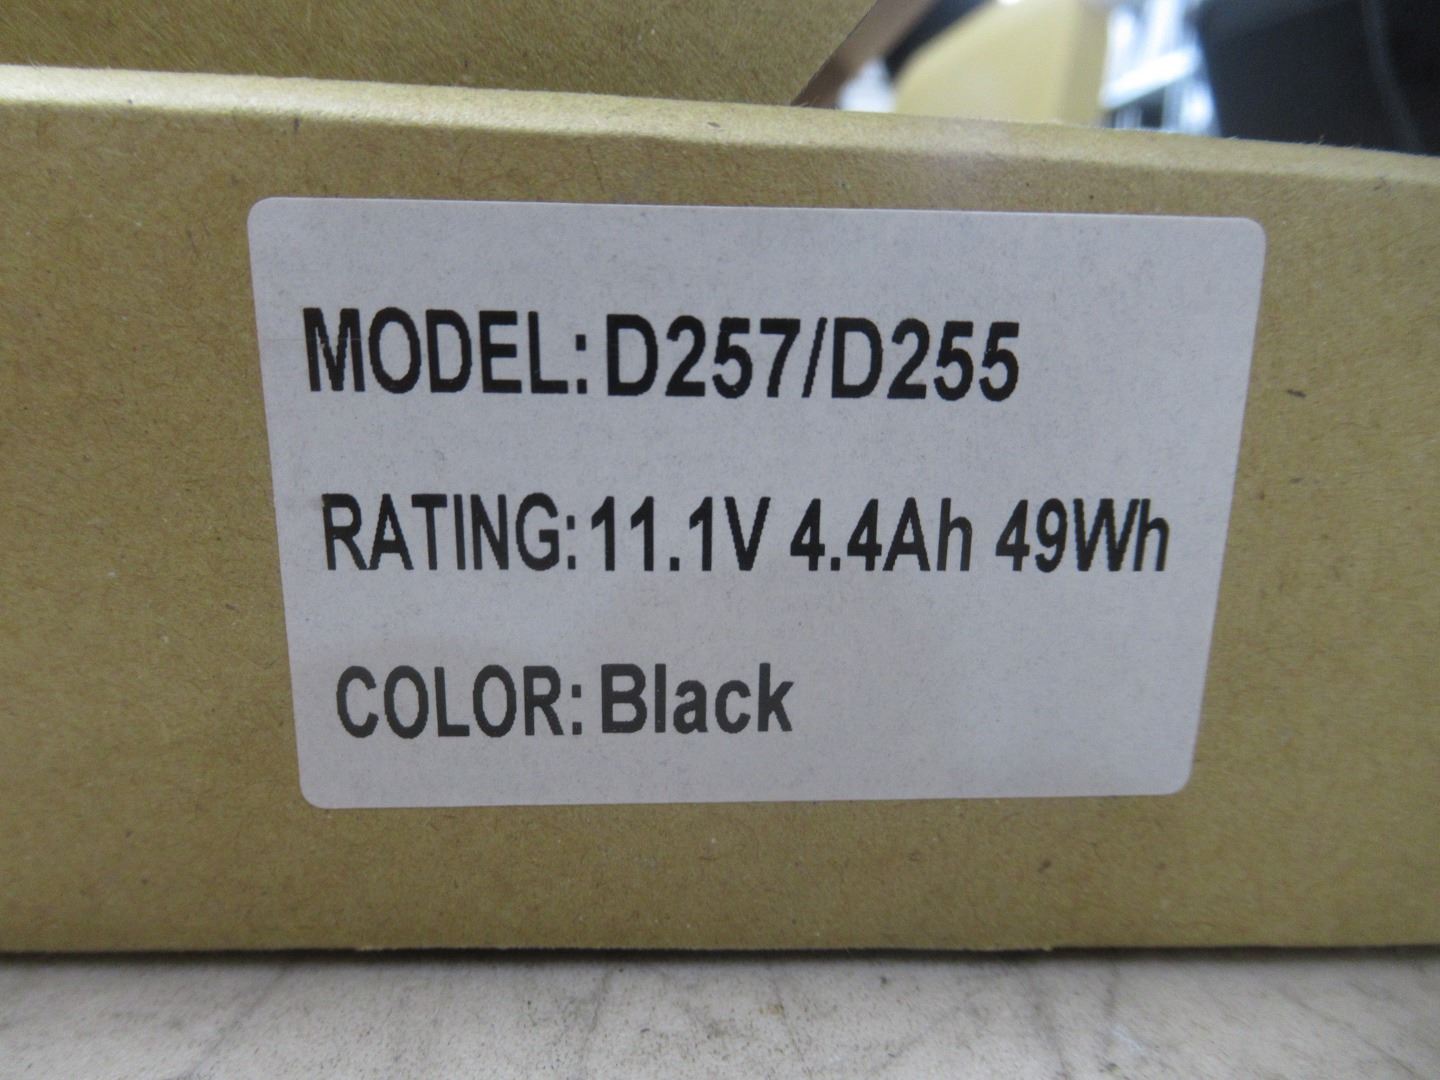 MODEL:D257/D255
RATING:11.1V 4.4Ah 49Wh
COLOR:Black